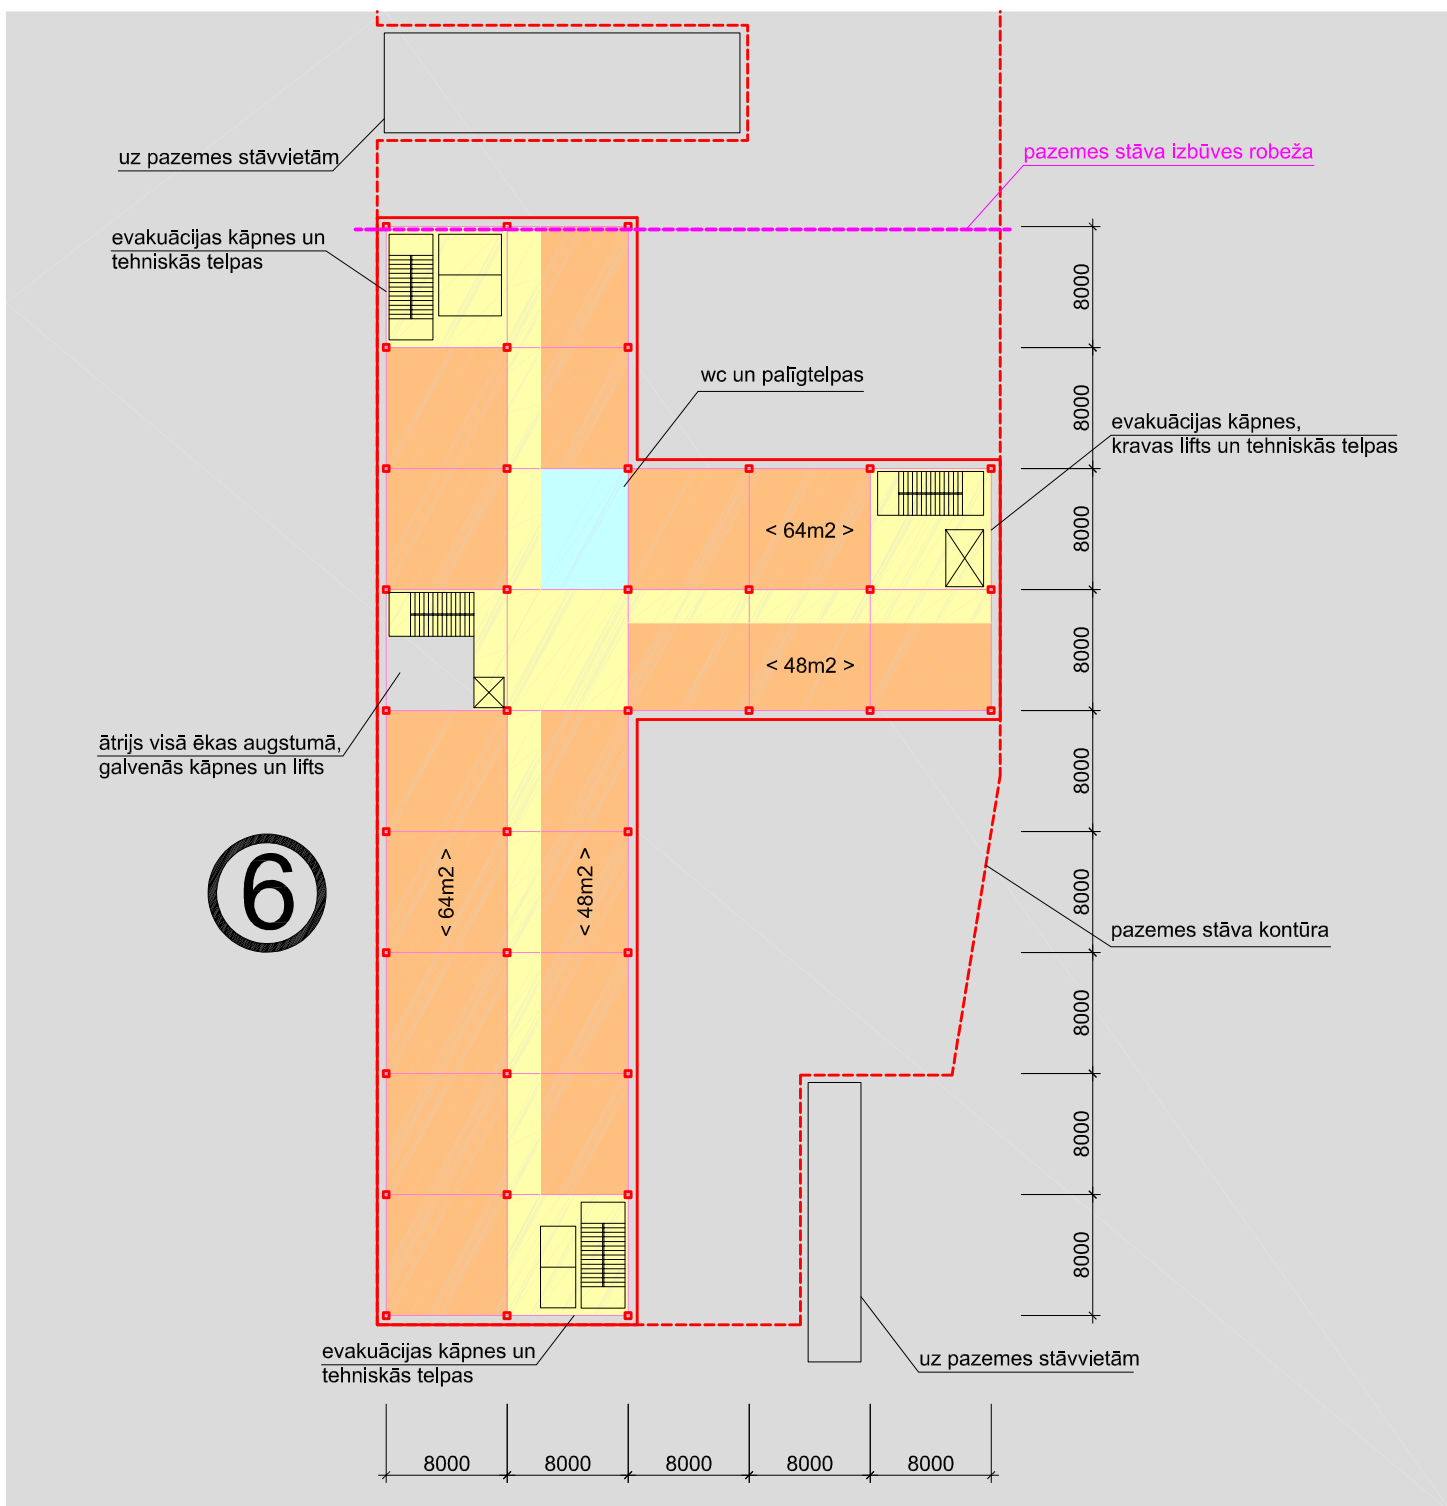 uz pazemes stāvvietām
pazemes stāva izbūves robeža
evakuācijas kāpnes un
tehniskās telpas
8000
wc un palīgtelpas
8000
evakuācijas kāpnes,
kravas lifts un tehniskās telpas
< 64m2 >
8000
< 48m2 >
8000
ātrijs visā ēkas augstumā,
galvenās kāpnes un lifts
8000
6
< 64m2 >
< 48m2 >
8000
pazemes stāva kontūra
8000
8000
8000
evakuācijas kāpnes un
tehniskās telpas
uz pazemes stāvvietām
8000 8000 8000 8000 8000